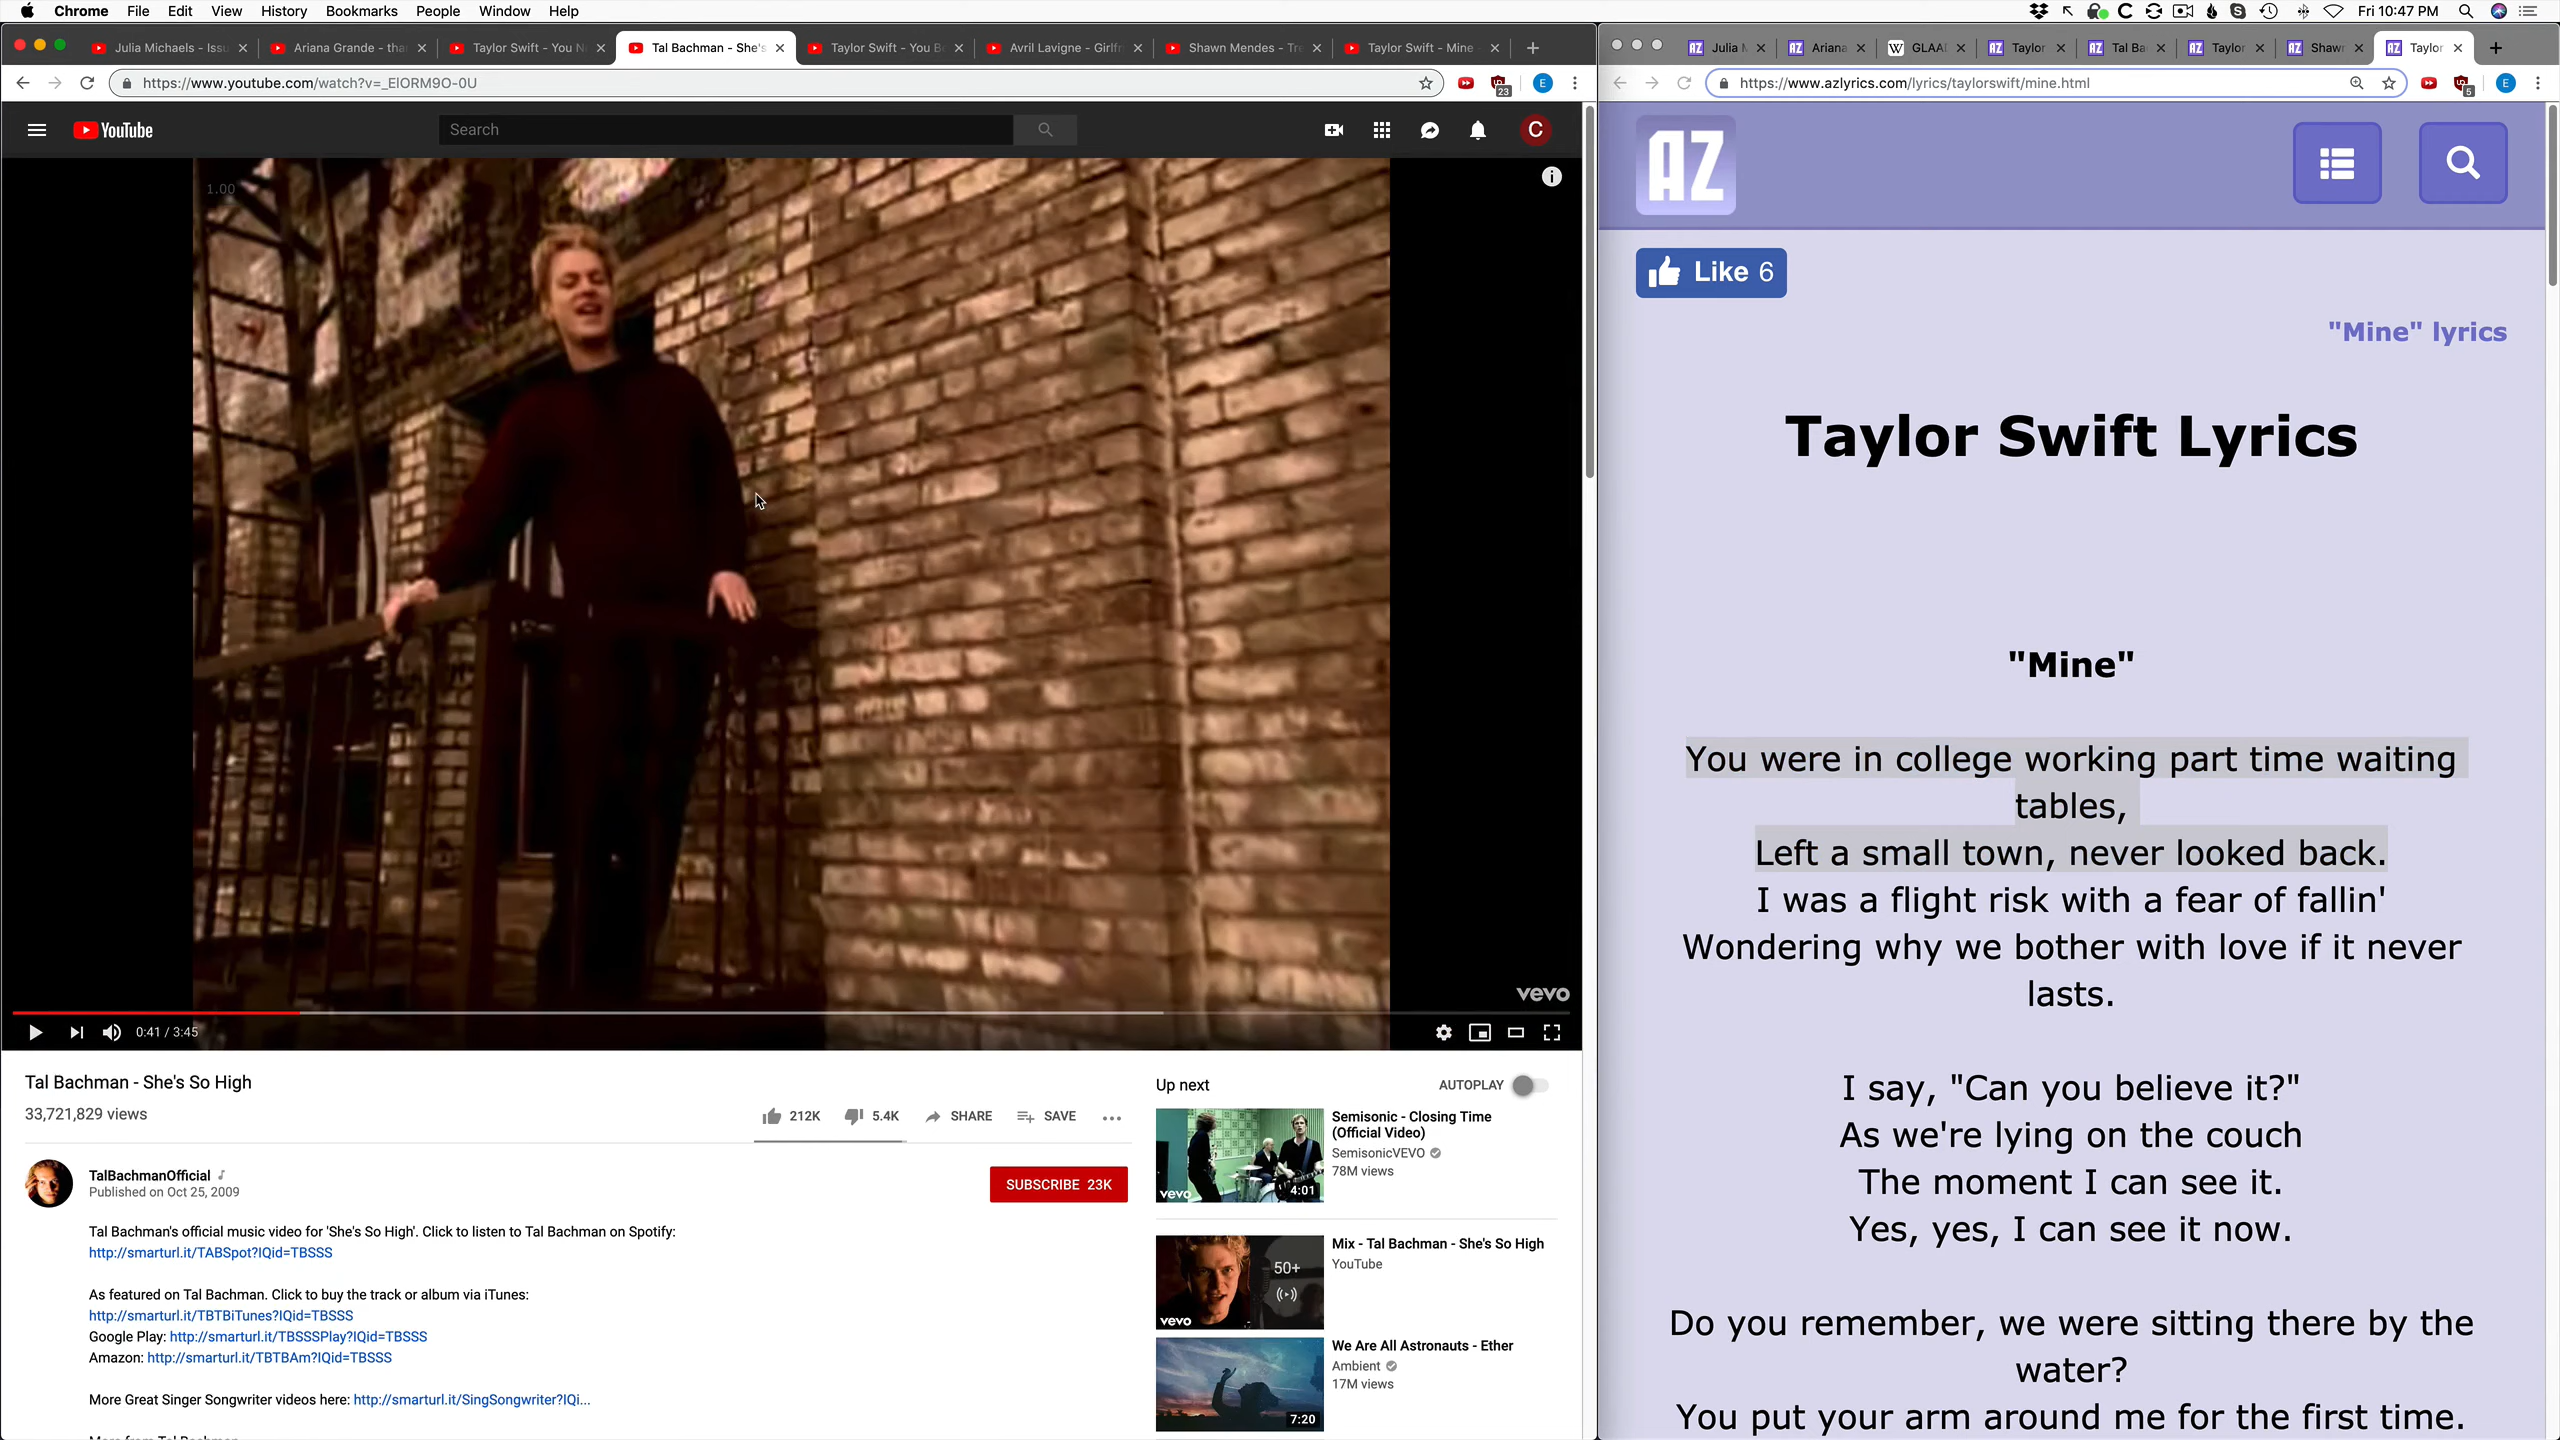 Chrome File Edit View History Bookmarks People Window Help
Fri 10:47 PM
Julia Michaels - Issu
Ariana Grande - tha
Taylor Swift - You N
Tal Bachman - She's
Taylor Swift - You B
Avril Lavigne - Girlf
Shawn Mendes - Tre
Taylor Swift - Mine -
https://www.youtube.com/watch?v=_ElORM9O-0U
23
E
YouTube
Search
C
1.00
vevo
0:41 / 3:45
Tal Bachman - She's So High
33,721,829 views
212K 5.4K SHARE SAVE
TalBachmanOfficial
Published on Oct 25, 2009
SUBSCRIBE 23K
Tal Bachman's official music video for 'She's So High'. Click to listen to Tal Bachman on Spotify:
http://smarturl.it/TABSpot?IQid=TBSSS
As featured on Tal Bachman. Click to buy the track or album via iTunes:
http://smarturl.it/TBTBiTunes?IQid=TBSSS
Google Play: http://smarturl.it/TBSSSPlay?IQid=TBSSS
Amazon: http://smarturl.it/TBTBAm?IQid=TBSSS
More Great Singer Songwriter videos here: http://smarturl.it/SingSongwriter?IQi...
Up next
AUTOPLAY
Semisonic - Closing Time
(Official Video)
SemisonicVEVO
78M views
vevo
4:01
Mix - Tal Bachman - She's So High
YouTube
50+
vevo
We Are All Astronauts - Ether
Ambient
17M views
7:20
Julia M
Ariana
GLAA
Taylor
Tal Ba
Taylor
Shawn
Taylor
https://www.azlyrics.com/lyrics/taylorswift/mine.html
5
E
AZ
Like 6
"Mine" lyrics
Taylor Swift Lyrics
"Mine"
You were in college working part time waiting
tables,
Left a small town, never looked back.
I was a flight risk with a fear of fallin'
Wondering why we bother with love if it never
lasts.
I say, "Can you believe it?"
As we're lying on the couch
The moment I can see it.
Yes, yes, I can see it now.
Do you remember, we were sitting there by the
water?
You put your arm around me for the first time.